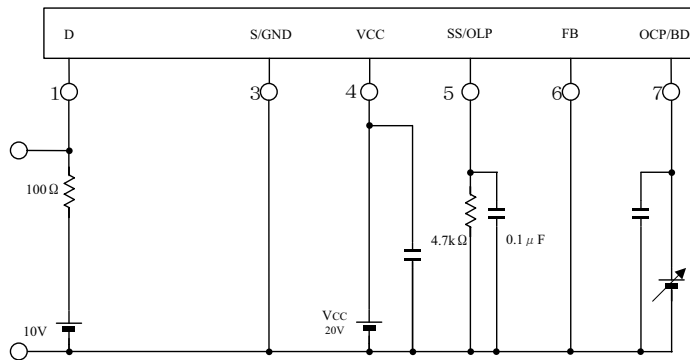 D S/GND VCC SS/OLP FB OCP/BD
1 3 4 5 6 7
100Ω
4.7kΩ 0.1μF
10V
VCC
20V